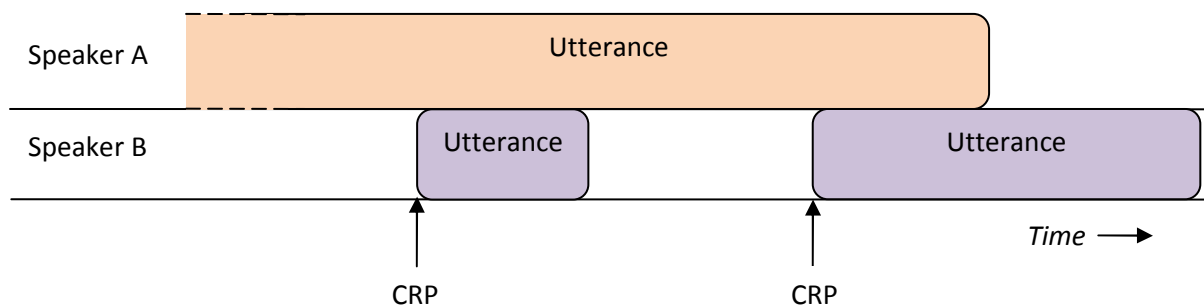 Utterance
Speaker A
Utterance
Utterance
Speaker B
Time
CRP
CRP